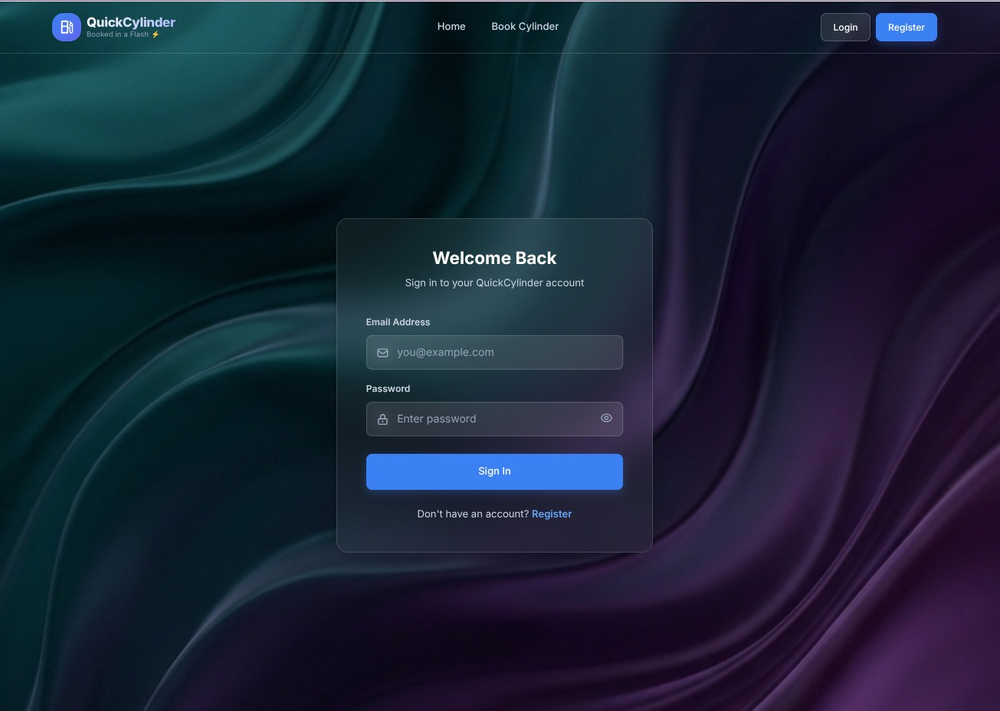 QuickCylinder
Booked in a Flash ⚡
Home
Book Cylinder
Login
Register
Welcome Back
Sign in to your QuickCylinder account
Email Address
you@example.com
Password
Enter password
Sign In
Don't have an account? Register